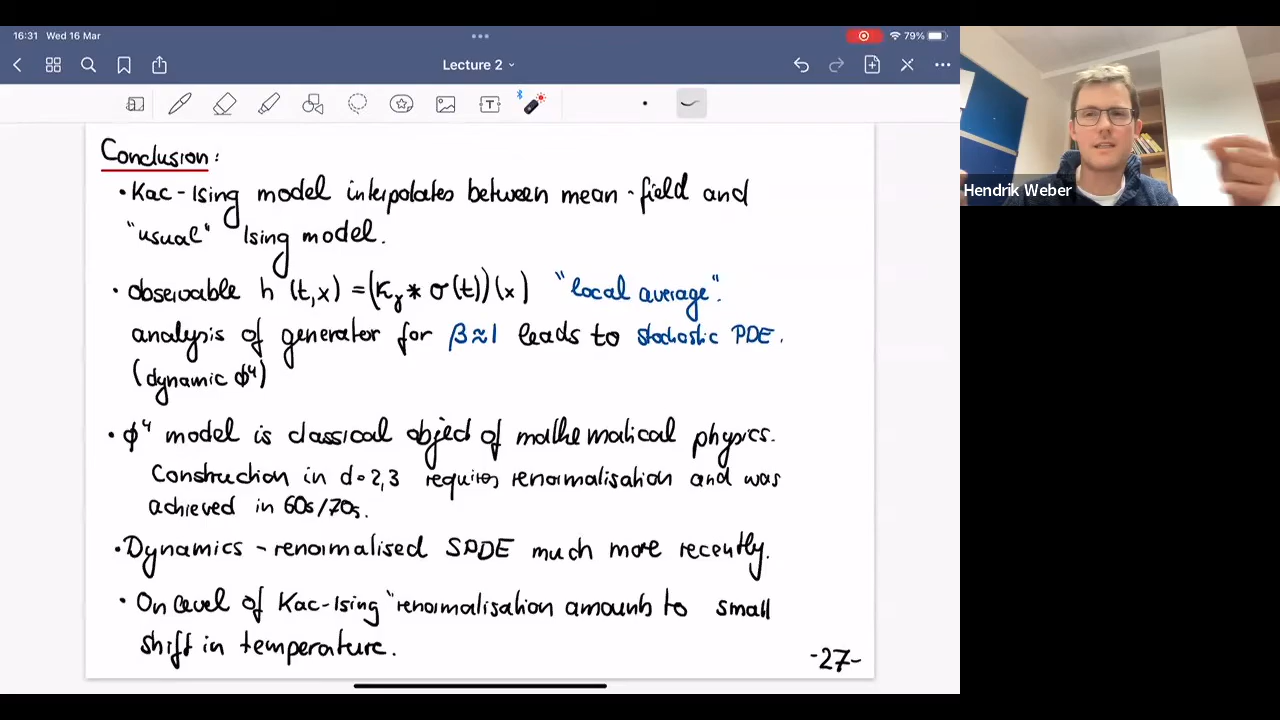 16:31 Wed 16 Mar
79%
Lecture 2
Conclusion:
• Kac-Ising model interpolates between mean-field and
"usual" Ising model.
• observable h (t,x) = (κγ * σ(t))(x) "local average".
analysis of generator for β≈1 leads to stochastic PDE.
(dynamic ϕ⁴)
• ϕ⁴ model is classical object of mathematical physics.
Construction in d=2,3 requires renormalisation and was
achieved in 60s/70s.
• Dynamics - renormalised SPDE much more recently.
• On level of Kac-Ising "renormalisation amounts to small
shift in temperature.
-27-
Hendrik Weber